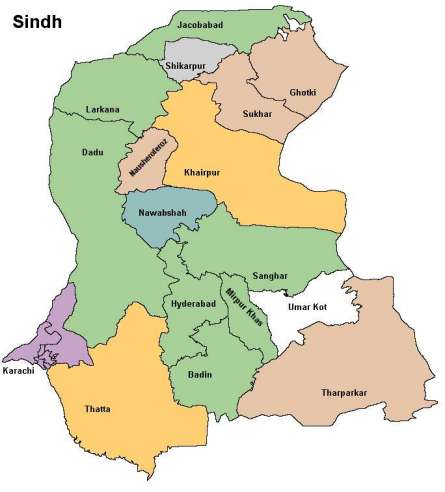 Sindh
Jacobabad
Shikarpur
Ghotki
Larkana
Sukhar
Dadu
Nausheroferoz
Khairpur
Nawabshah
Sanghar
Hyderabad
Mirpur Khas
Umar Kot
Karachi
Badin
Tharparkar
Thatta